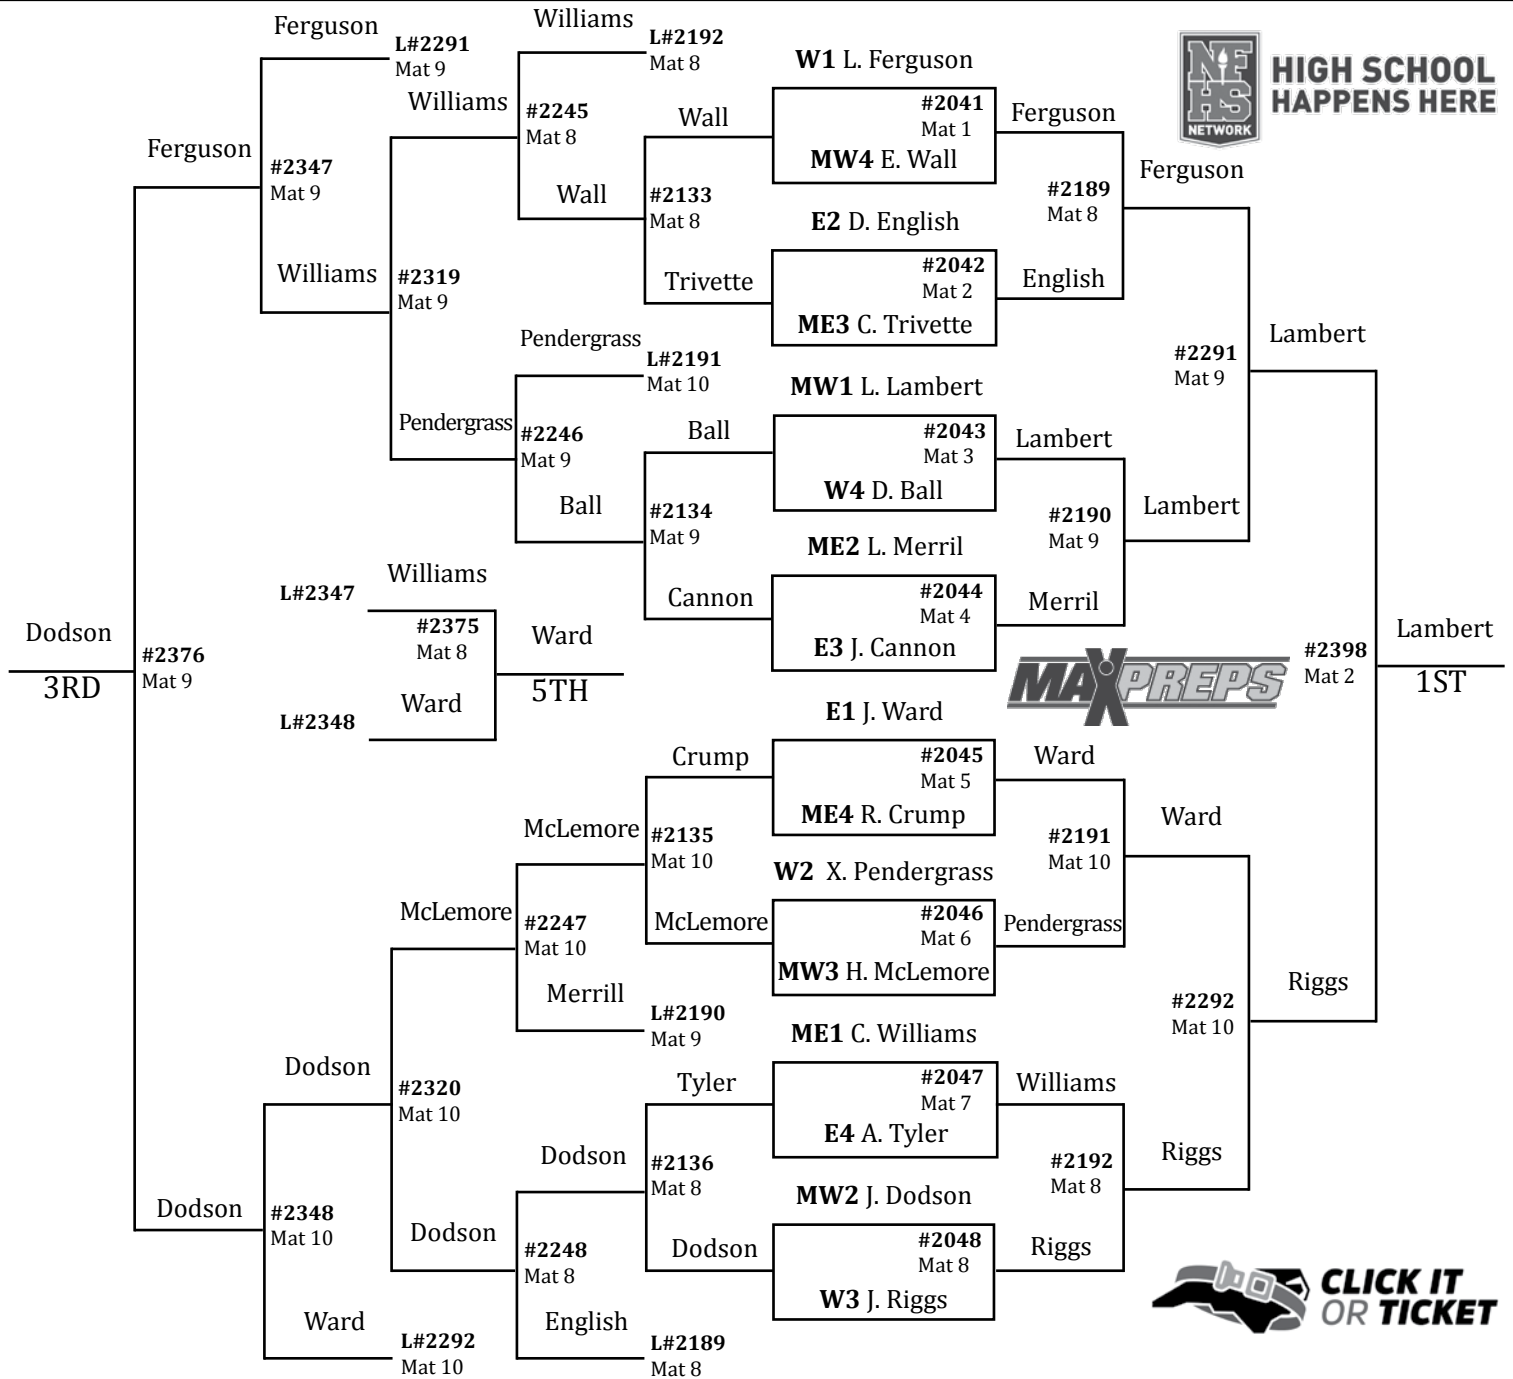 Ferguson
L#2291
Mat 9
Williams
L#2192
Mat 8
W1 L. Ferguson
NFHS
NETWORK
HIGH SCHOOL
HAPPENS HERE
Williams
#2245
Mat 8
Wall
#2041
Mat 1
Ferguson
Ferguson
#2347
Mat 9
MW4 E. Wall
Ferguson
Wall
#2133
Mat 8
#2189
Mat 8
E2 D. English
Williams
#2319
Mat 9
Trivette
#2042
Mat 2
English
ME3 C. Trivette
Pendergrass
L#2191
Mat 10
Lambert
#2291
Mat 9
MW1 L. Lambert
Pendergrass
#2246
Mat 9
Ball
#2043
Mat 3
Lambert
W4 D. Ball
Ball
#2134
Mat 9
#2190
Mat 9
Lambert
ME2 L. Merril
Williams
L#2347
Cannon
#2044
Mat 4
Merril
E3 J. Cannon
Dodson
3RD
#2376
Mat 9
#2375
Mat 8
Ward
5TH
Ward
L#2348
MAXPREPS
#2398
Mat 2
Lambert
1ST
E1 J. Ward
Crump
#2045
Mat 5
Ward
ME4 R. Crump
McLemore
#2135
Mat 10
#2191
Mat 10
Ward
W2 X. Pendergrass
McLemore
#2247
Mat 10
McLemore
#2046
Mat 6
Pendergrass
MW3 H. McLemore
Merrill
L#2190
Mat 9
#2292
Mat 10
Riggs
ME1 C. Williams
Dodson
#2320
Mat 10
Tyler
#2047
Mat 7
Williams
E4 A. Tyler
Dodson
#2136
Mat 8
#2192
Mat 8
Riggs
MW2 J. Dodson
Dodson
#2348
Mat 10
Dodson
#2248
Mat 8
Dodson
#2048
Mat 8
Riggs
W3 J. Riggs
Ward
L#2292
Mat 10
English
L#2189
Mat 8
CLICK IT
OR TICKET